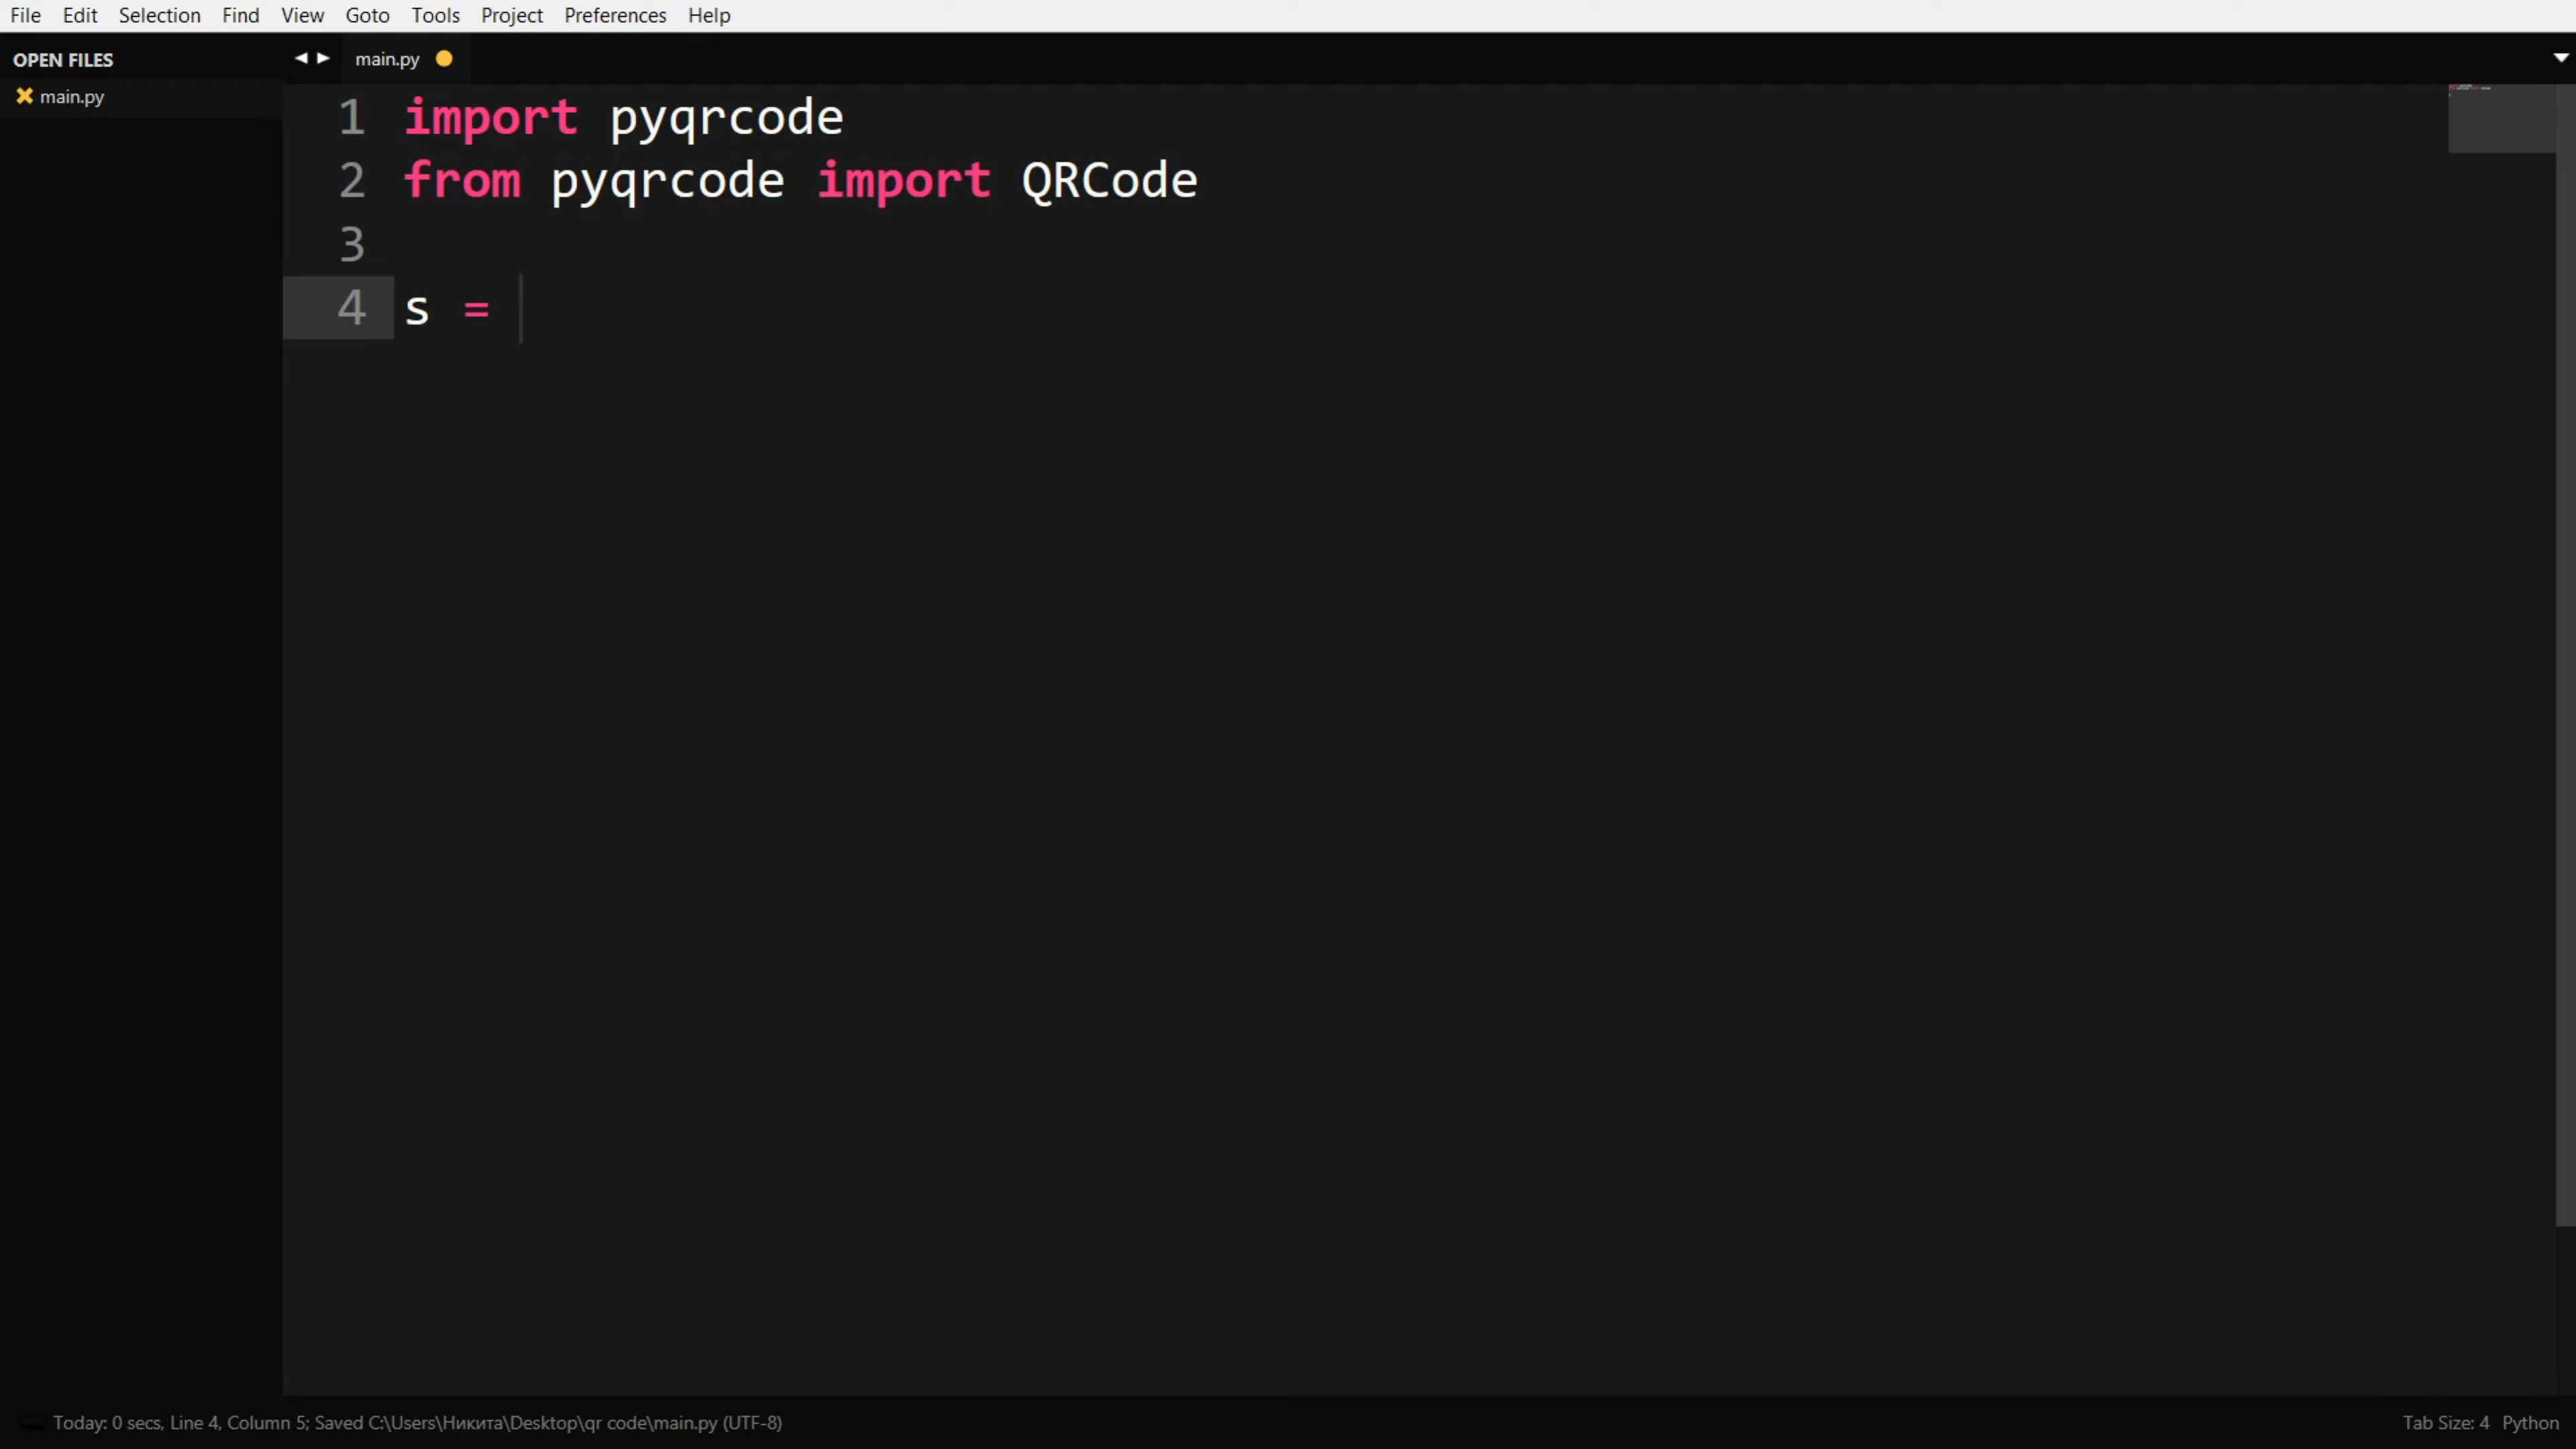 File Edit Selection Find View Goto Tools Project Preferences Help
OPEN FILES
main.py
main.py
1 import pyqrcode
2 from pyqrcode import QRCode
3
4 s =
Today: 0 secs, Line 4, Column 5; Saved C:\Users\Никита\Desktop\qr code\main.py (UTF-8)
Tab Size: 4 Python